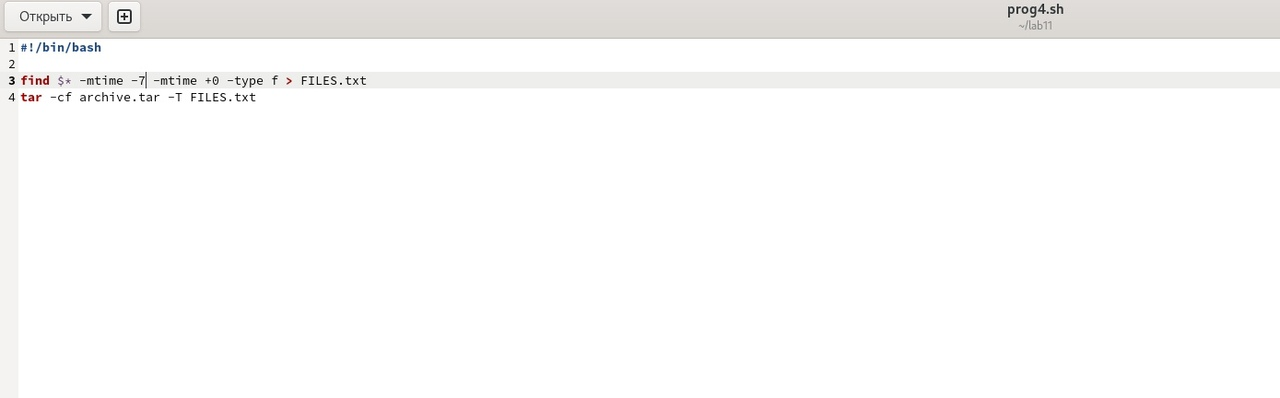 Открыть
prog4.sh
~/lab11
1 #!/bin/bash
2
3 find $* -mtime -7 -mtime +0 -type f > FILES.txt
4 tar -cf archive.tar -T FILES.txt